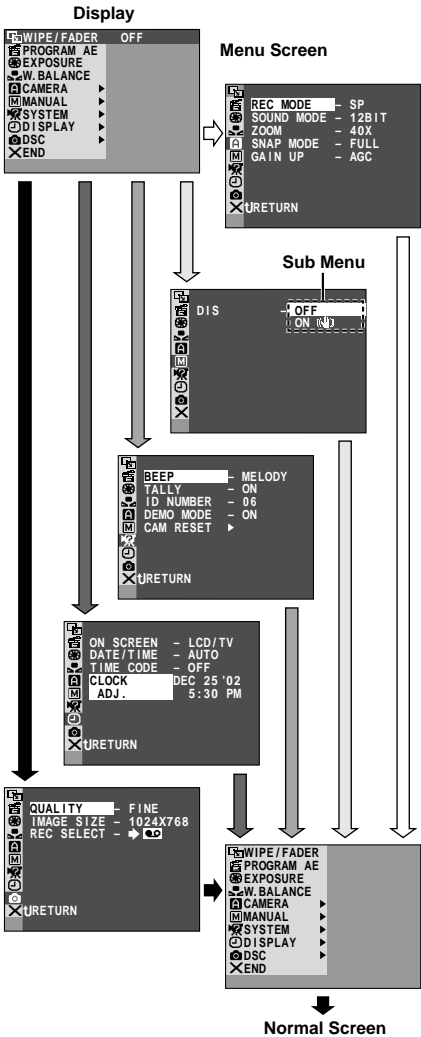 Display
WIPE/FADER OFF
PROGRAM AE
EXPOSURE
W. BALANCE
A CAMERA
M MANUAL
SYSTEM
DISPLAY
DSC
END
Menu Screen
REC MODE – SP
SOUND MODE – 12BIT
ZOOM – 40X
SNAP MODE – FULL
GAIN UP – AGC
A
M
RETURN
Sub Menu
DIS – OFF
ON
A
M
BEEP – MELODY
TALLY – ON
ID NUMBER – 06
DEMO MODE – ON
CAM RESET
A
M
RETURN
ON SCREEN – LCD/TV
DATE/TIME – AUTO
TIME CODE – OFF
CLOCK DEC 25 '02
ADJ. 5:30 PM
A
M
RETURN
QUALITY – FINE
IMAGE SIZE – 1024X768
REC SELECT –
A
M
RETURN
WIPE/FADER
PROGRAM AE
EXPOSURE
W. BALANCE
A CAMERA
M MANUAL
SYSTEM
DISPLAY
DSC
END
Normal Screen